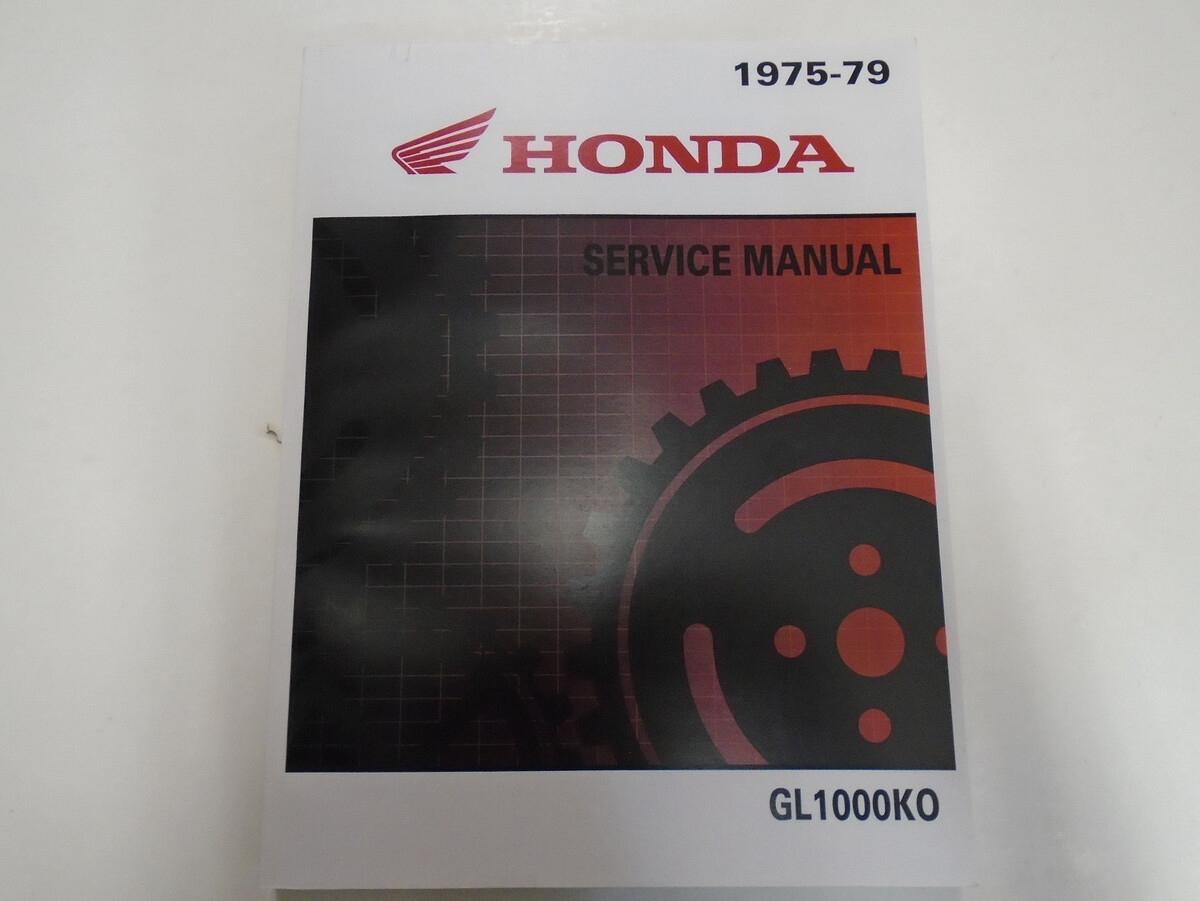 1975-79
HONDA
SERVICE MANUAL
GL1000KO